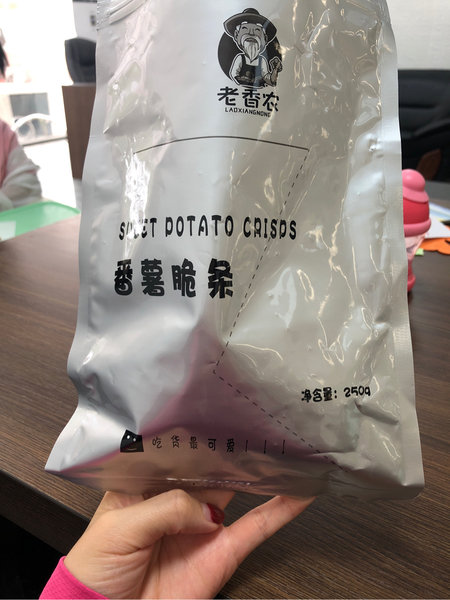 老香农
LAOXIANGNONG
SWEET POTATO CRISPS
番薯脆条
净含量: 250g
吃货最可爱!!!